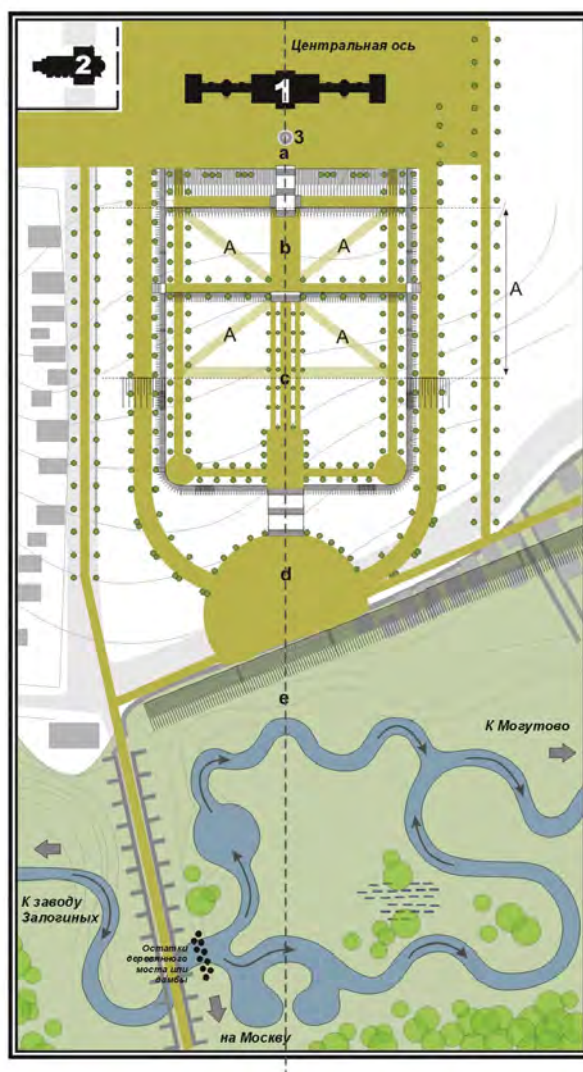 Центральная ось
2
1
3
a
A
b
A
A
A
c
A
d
e
К Могутово
К заводу
Залогиных
Остатки
деревянного
моста или
дамбы
на Москву